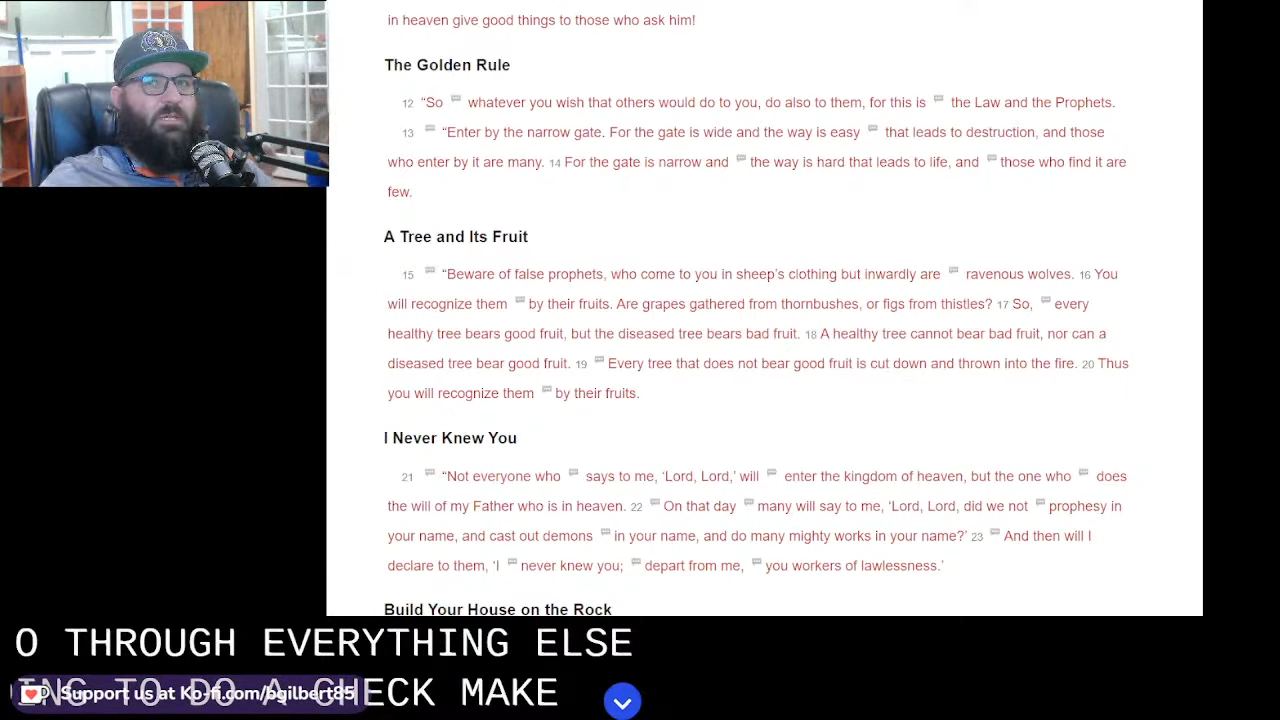 in heaven give good things to those who ask him!
The Golden Rule
12 “So whatever you wish that others would do to you, do also to them, for this is the Law and the Prophets.
13 “Enter by the narrow gate. For the gate is wide and the way is easy that leads to destruction, and those
who enter by it are many. 14 For the gate is narrow and the way is hard that leads to life, and those who find it are
few.
A Tree and Its Fruit
15 “Beware of false prophets, who come to you in sheep’s clothing but inwardly are ravenous wolves. 16 You
will recognize them by their fruits. Are grapes gathered from thornbushes, or figs from thistles? 17 So, every
healthy tree bears good fruit, but the diseased tree bears bad fruit. 18 A healthy tree cannot bear bad fruit, nor can a
diseased tree bear good fruit. 19 Every tree that does not bear good fruit is cut down and thrown into the fire. 20 Thus
you will recognize them by their fruits.
I Never Knew You
21 “Not everyone who says to me, ‘Lord, Lord,’ will enter the kingdom of heaven, but the one who does
the will of my Father who is in heaven. 22 On that day many will say to me, ‘Lord, Lord, did we not prophesy in
your name, and cast out demons in your name, and do many mighty works in your name?’ 23 And then will I
declare to them, ‘I never knew you; depart from me, you workers of lawlessness.’
Build Your House on the Rock
O THROUGH EVERYTHING ELSE
ING TO DO A CHECK MAKE
Support us at Ko-fi.com/bgilbert85